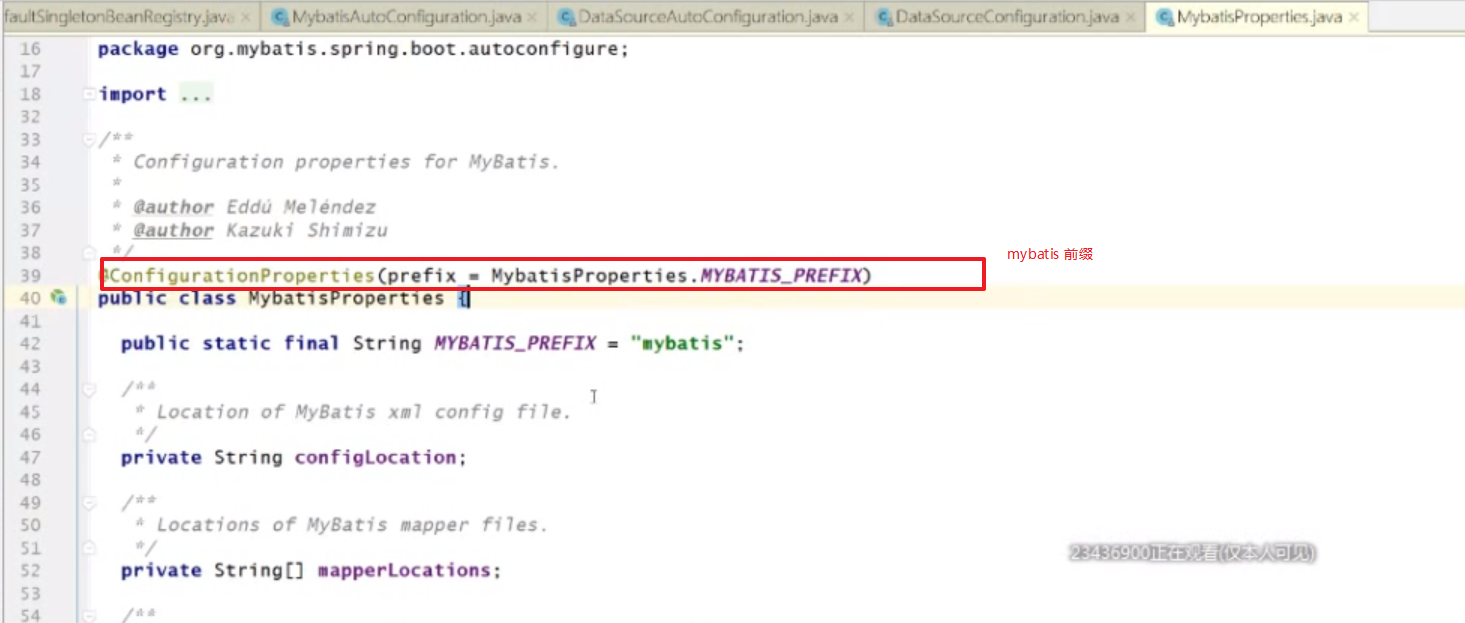 faultSingletonBeanRegistry.java MybatisAutoConfiguration.java DataSourceAutoConfiguration.java DataSourceConfiguration.java MybatisProperties.java
16 package org.mybatis.spring.boot.autoconfigure;
17
18 import ...
32
33 /**
34 * Configuration properties for MyBatis.
35 *
36 * @author Eddú Meléndez
37 * @author Kazuki Shimizu
38 */
mybatis 前缀
39 @ConfigurationProperties(prefix = MybatisProperties.MYBATIS_PREFIX)
40 public class MybatisProperties {
41
42 public static final String MYBATIS_PREFIX = "mybatis";
43
44 /**
45 * Location of MyBatis xml config file.
46 */
47 private String configLocation;
48
49 /**
50 * Locations of MyBatis mapper files.
51 */
23436900正在观看(仅本人可见)
52 private String[] mapperLocations;
53
54 /**